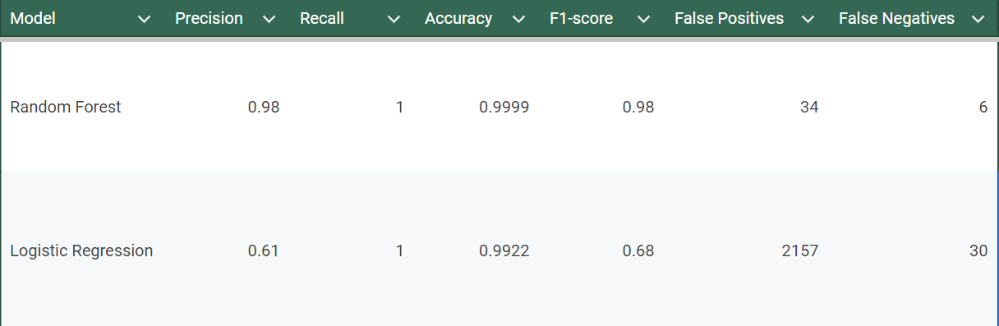 Model Precision Recall Accuracy F1-score False Positives False Negatives
Random Forest 0.98 1 0.9999 0.98 34 6
Logistic Regression 0.61 1 0.9922 0.68 2157 30